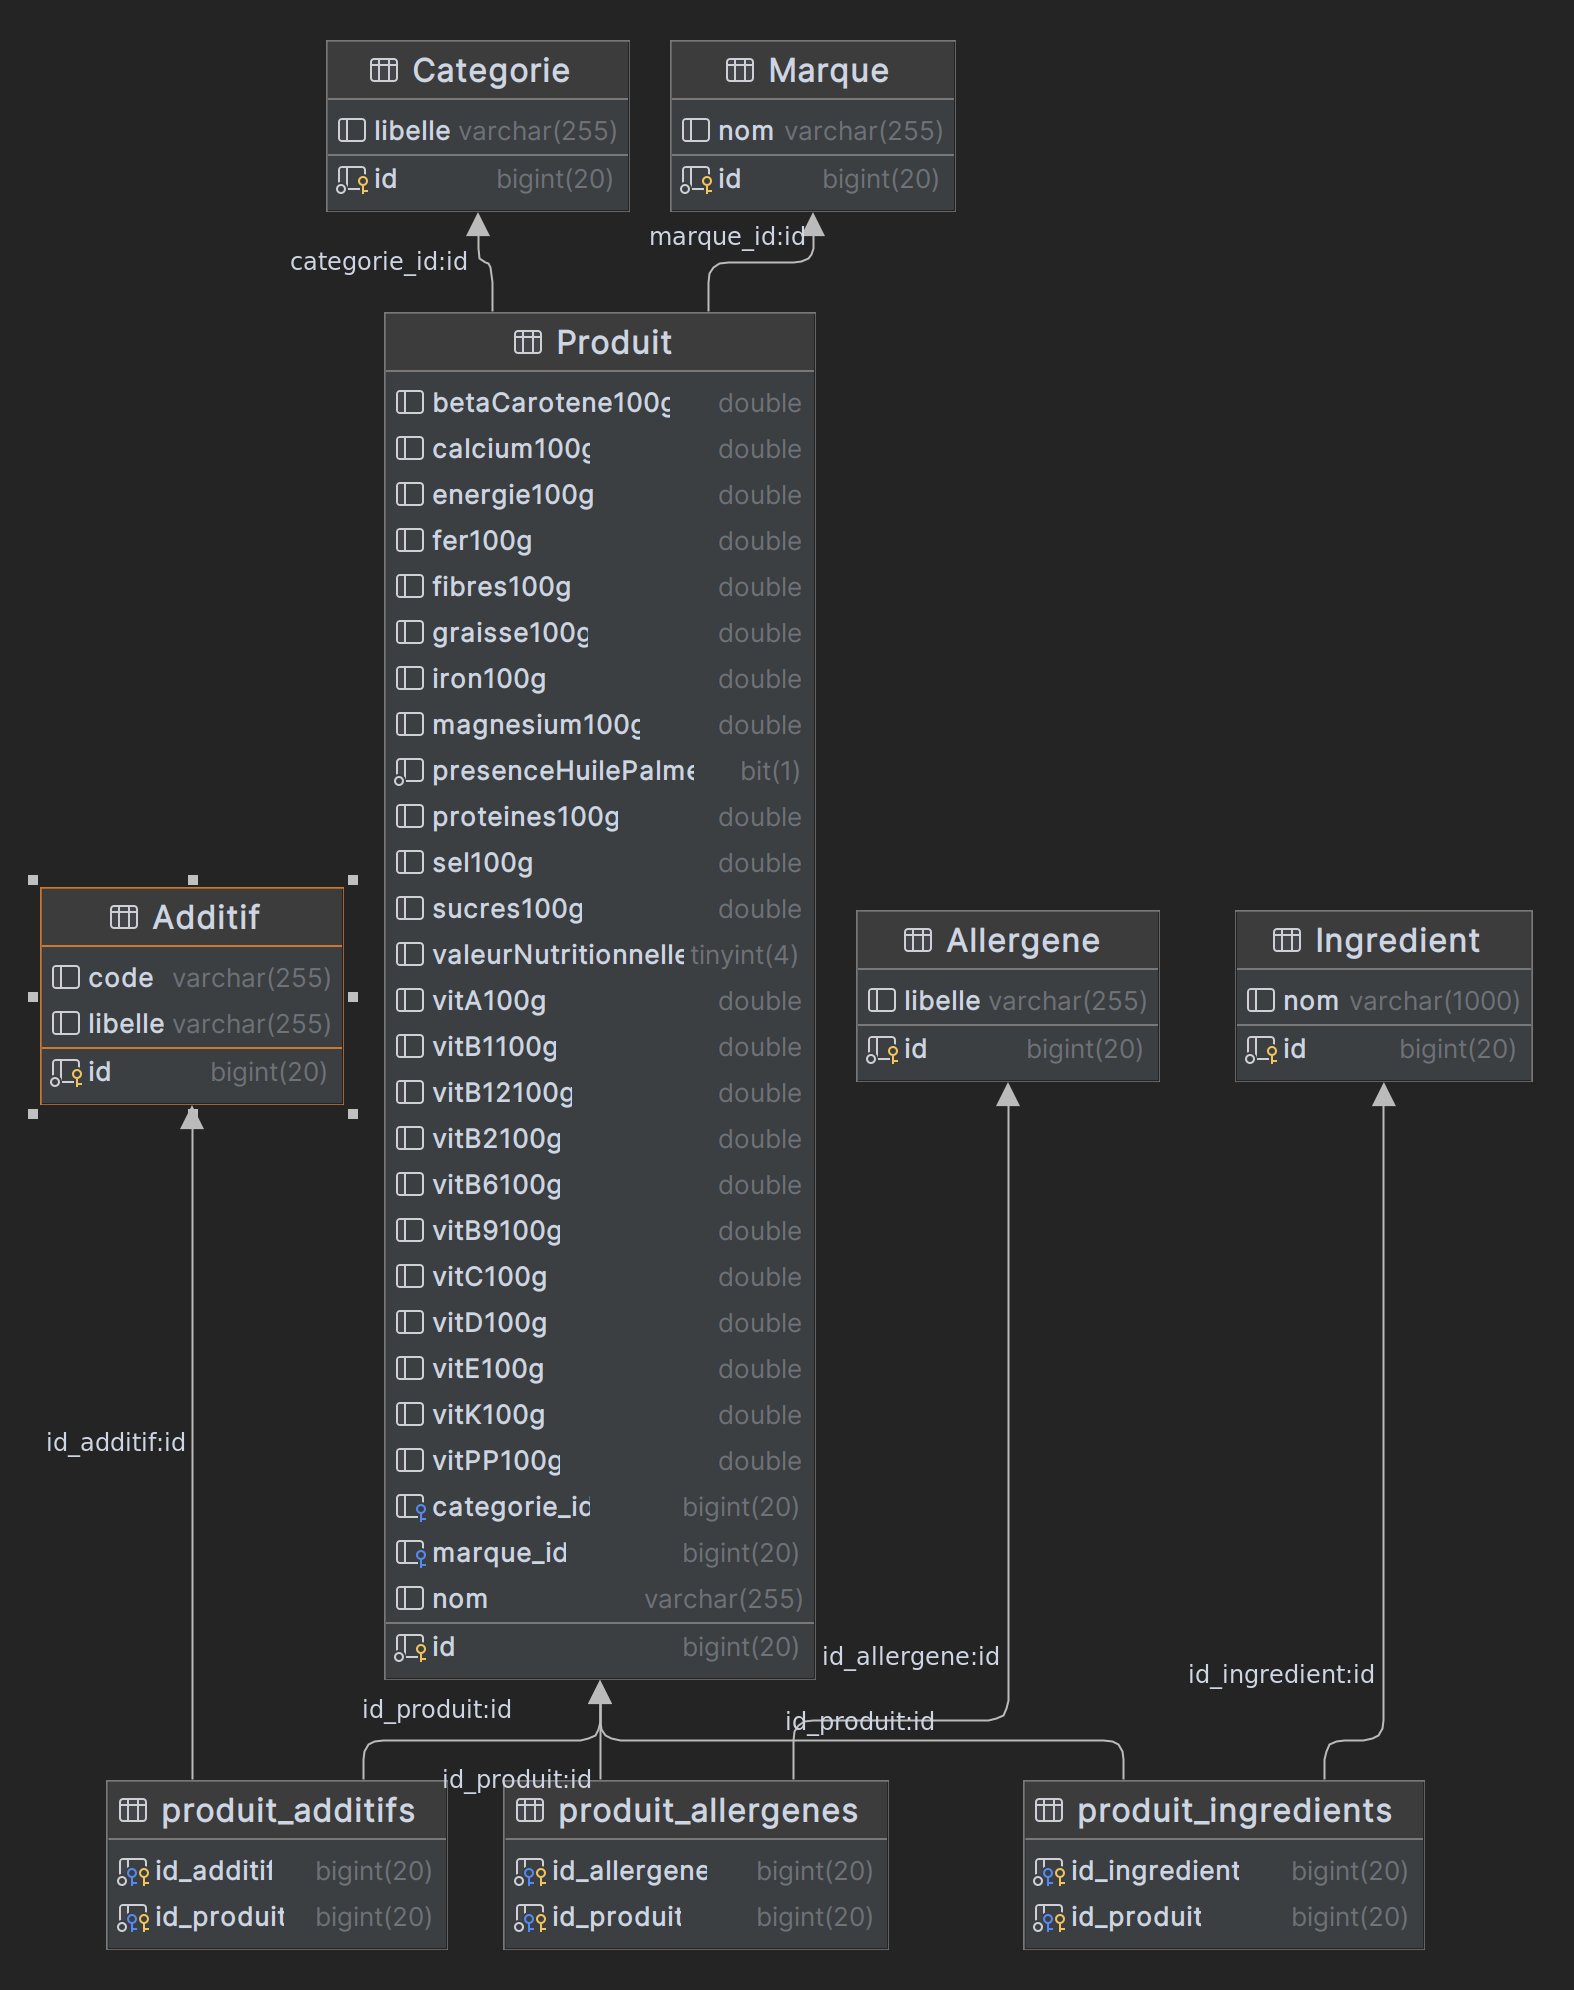 Categorie
libelle varchar(255)
id bigint(20)
Marque
nom varchar(255)
id bigint(20)
categorie_id:id
marque_id:id
Produit
betaCarotene100g double
calcium100g double
energie100g double
fer100g double
fibres100g double
graisse100g double
iron100g double
magnesium100g double
presenceHuilePalme bit(1)
proteines100g double
sel100g double
sucres100g double
valeurNutritionnelle tinyint(4)
vitA100g double
vitB1100g double
vitB12100g double
vitB2100g double
vitB6100g double
vitB9100g double
vitC100g double
vitD100g double
vitE100g double
vitK100g double
vitPP100g double
categorie_id bigint(20)
marque_id bigint(20)
nom varchar(255)
id bigint(20)
Additif
code varchar(255)
libelle varchar(255)
id bigint(20)
Allergene
libelle varchar(255)
id bigint(20)
Ingredient
nom varchar(1000)
id bigint(20)
id_additif:id
id_allergene:id
id_ingredient:id
id_produit:id
id_produit:id
id_produit:id
produit_additifs
id_additif bigint(20)
id_produit bigint(20)
produit_allergenes
id_allergene bigint(20)
id_produit bigint(20)
produit_ingredients
id_ingredient bigint(20)
id_produit bigint(20)